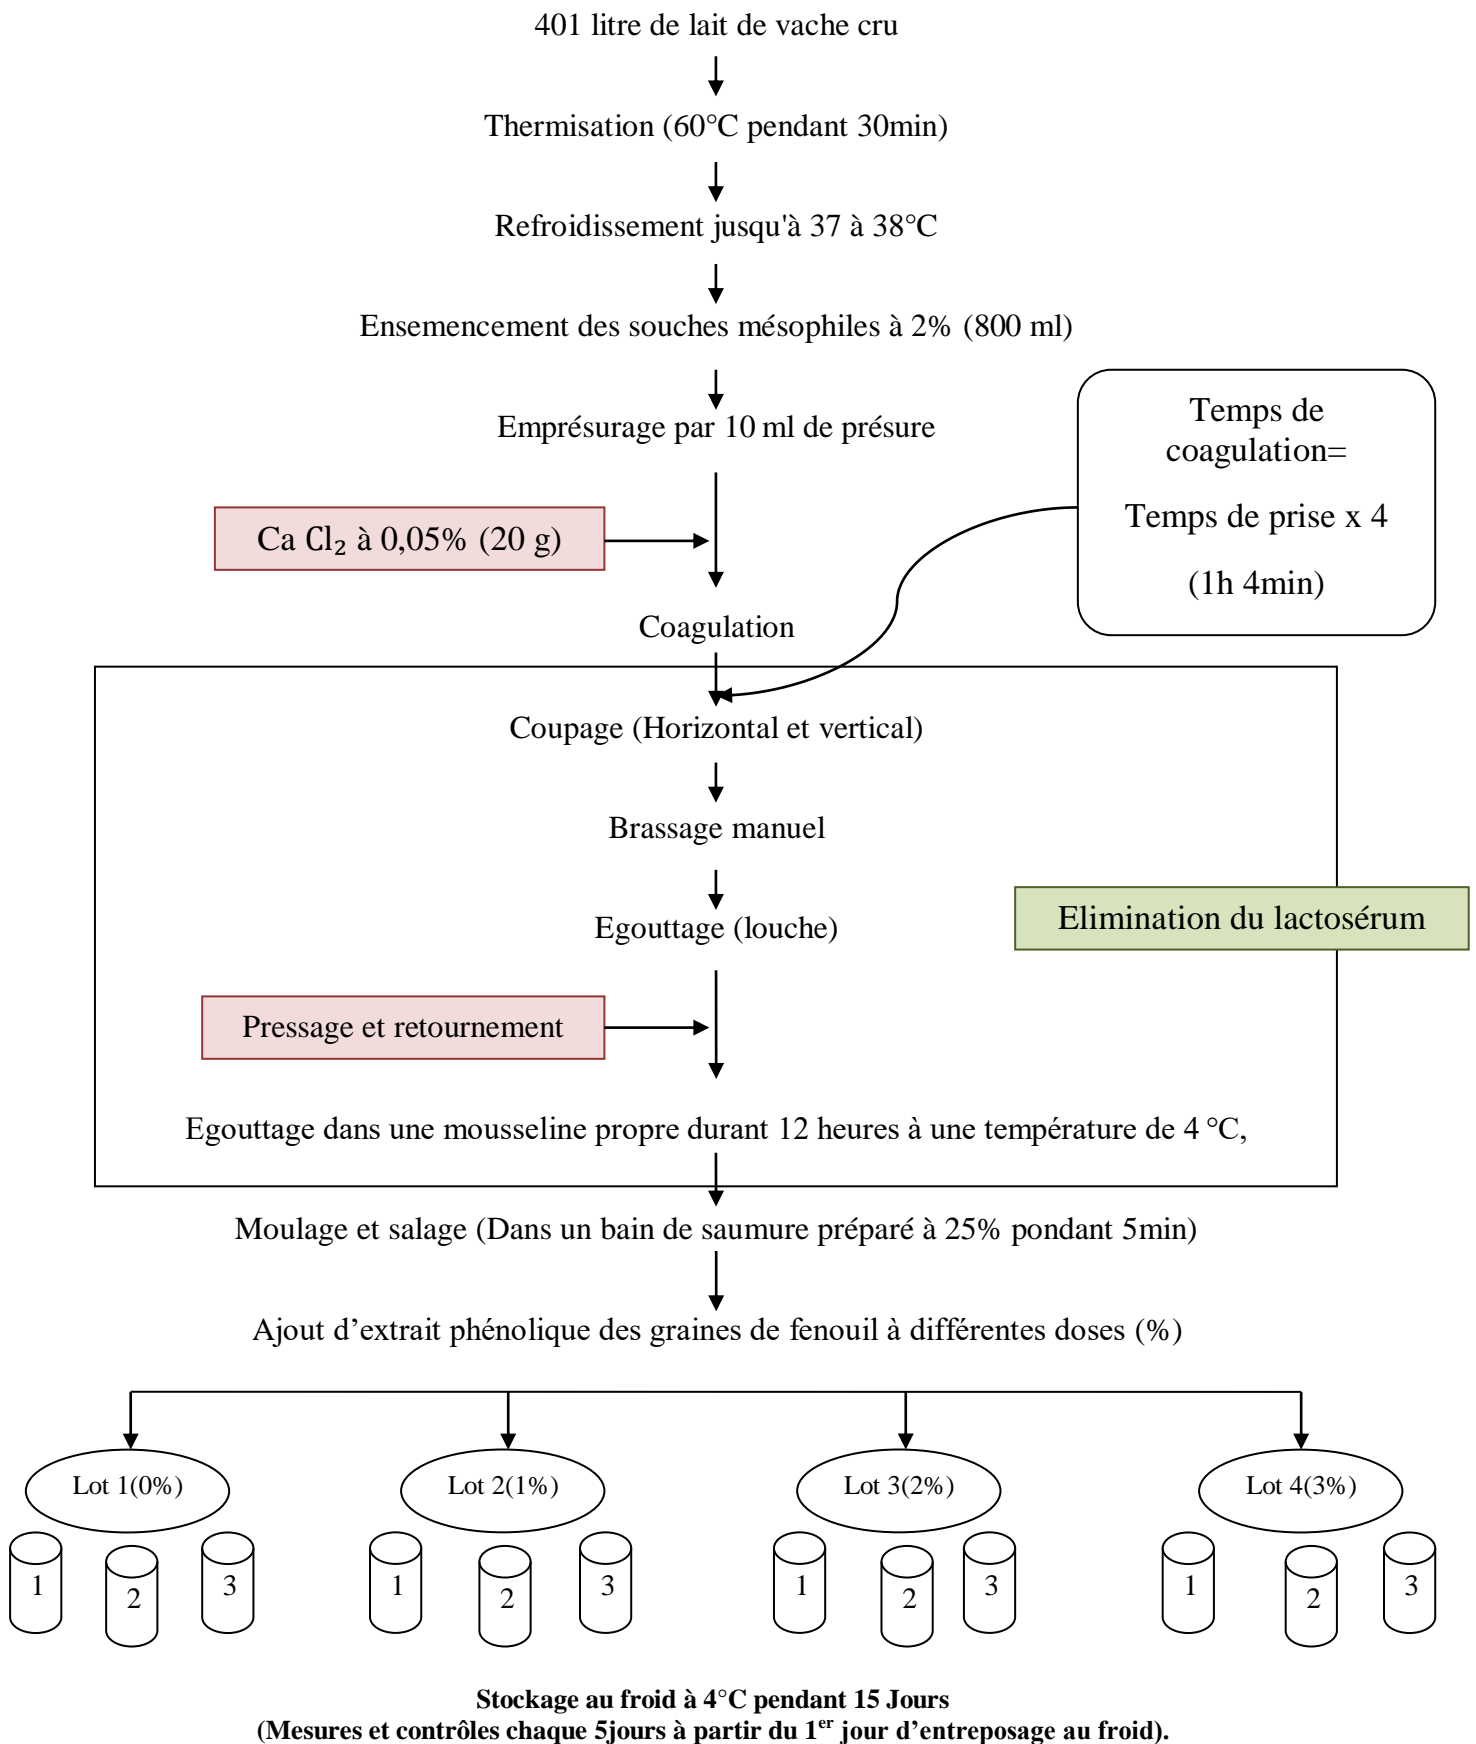 401 litre de lait de vache cru
Thermisation (60°C pendant 30min)
Refroidissement jusqu'à 37 à 38°C
Ensemencement des souches mésophiles à 2% (800 ml)
Emprésurage par 10 ml de présure
Temps de
coagulation=
Temps de prise x 4
(1h 4min)
Ca Cl₂ à 0,05% (20 g)
Coagulation
Coupage (Horizontal et vertical)
Brassage manuel
Elimination du lactosérum
Egouttage (louche)
Pressage et retournement
Egouttage dans une mousseline propre durant 12 heures à une température de 4 °C,
Moulage et salage (Dans un bain de saumure préparé à 25% pondant 5min)
Ajout d’extrait phénolique des graines de fenouil à différentes doses (%)
Lot 1(0%) Lot 2(1%) Lot 3(2%) Lot 4(3%)
1 2 3 1 2 3 1 2 3 1 2 3
Stockage au froid à 4°C pendant 15 Jours
(Mesures et contrôles chaque 5jours à partir du 1er jour d’entreposage au froid).